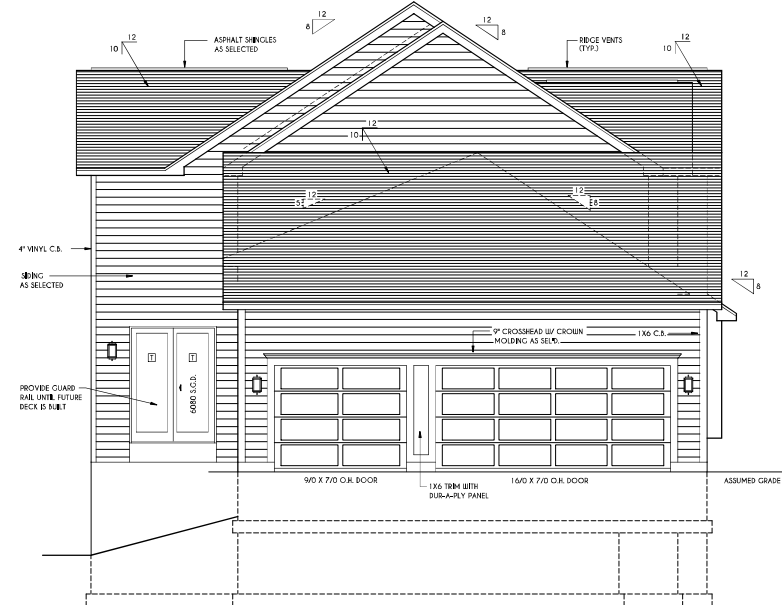 12
8
12
8
12
10
ASPHALT SHINGLES
AS SELECTED
RIDGE VENTS
(TYP.)
12
10
12
10
12
5
12
8
4" VINYL C.B.
SIDING
AS SELECTED
12
8
9" CROSSHEAD W/ CROWN
MOLDING AS SEL'D.
1X6 C.B.
T
T
6080 S.C.D.
PROVIDE GUARD
RAIL UNTIL FUTURE
DECK IS BUILT
9/0 X 7/0 O.H. DOOR
1X6 TRIM WITH
DUR-A-PLY PANEL
16/0 X 7/0 O.H. DOOR
ASSUMED GRADE